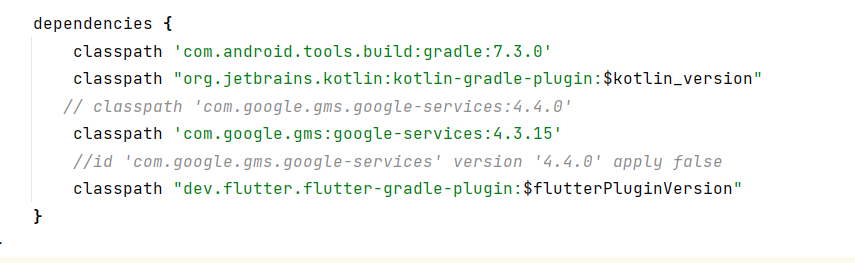 dependencies {
classpath 'com.android.tools.build:gradle:7.3.0'
classpath "org.jetbrains.kotlin:kotlin-gradle-plugin:$kotlin_version"
// classpath 'com.google.gms.google-services:4.4.0'
classpath 'com.google.gms:google-services:4.3.15'
//id 'com.google.gms.google-services' version '4.4.0' apply false
classpath "dev.flutter.flutter-gradle-plugin:$flutterPluginVersion"
}